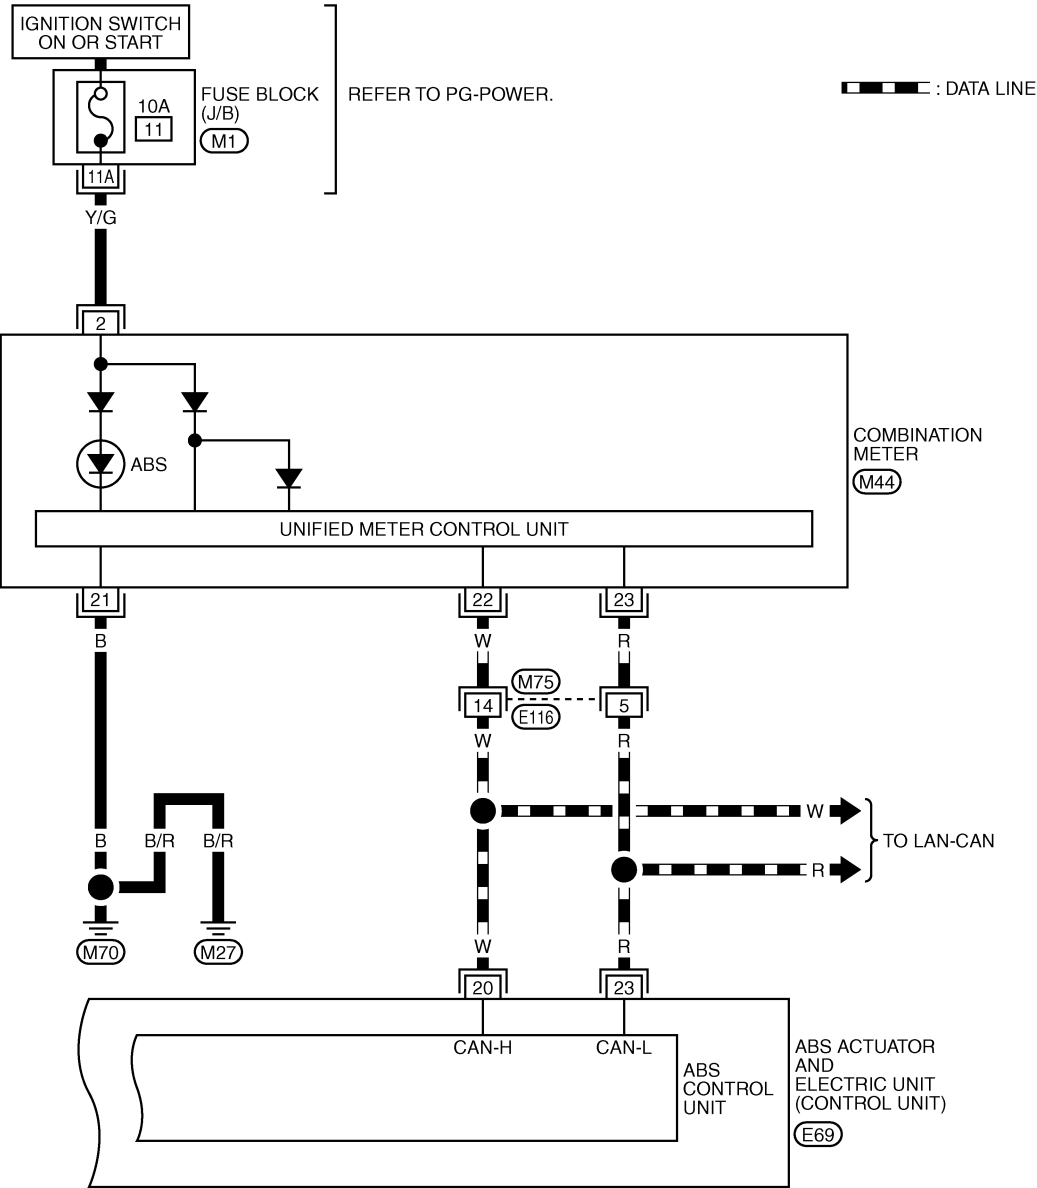 IGNITION SWITCH
ON OR START
10A
11
FUSE BLOCK
(J/B)
M1
REFER TO PG-POWER.
: DATA LINE
11A
Y/G
2
ABS
COMBINATION
METER
M44
UNIFIED METER CONTROL UNIT
21
22
23
B
W
R
M75
14
5
E116
W
R
W
B
B/R
B/R
TO LAN-CAN
R
M70
M27
W
R
20
23
CAN-H
CAN-L
ABS
CONTROL
UNIT
ABS ACTUATOR
AND
ELECTRIC UNIT
(CONTROL UNIT)
E69